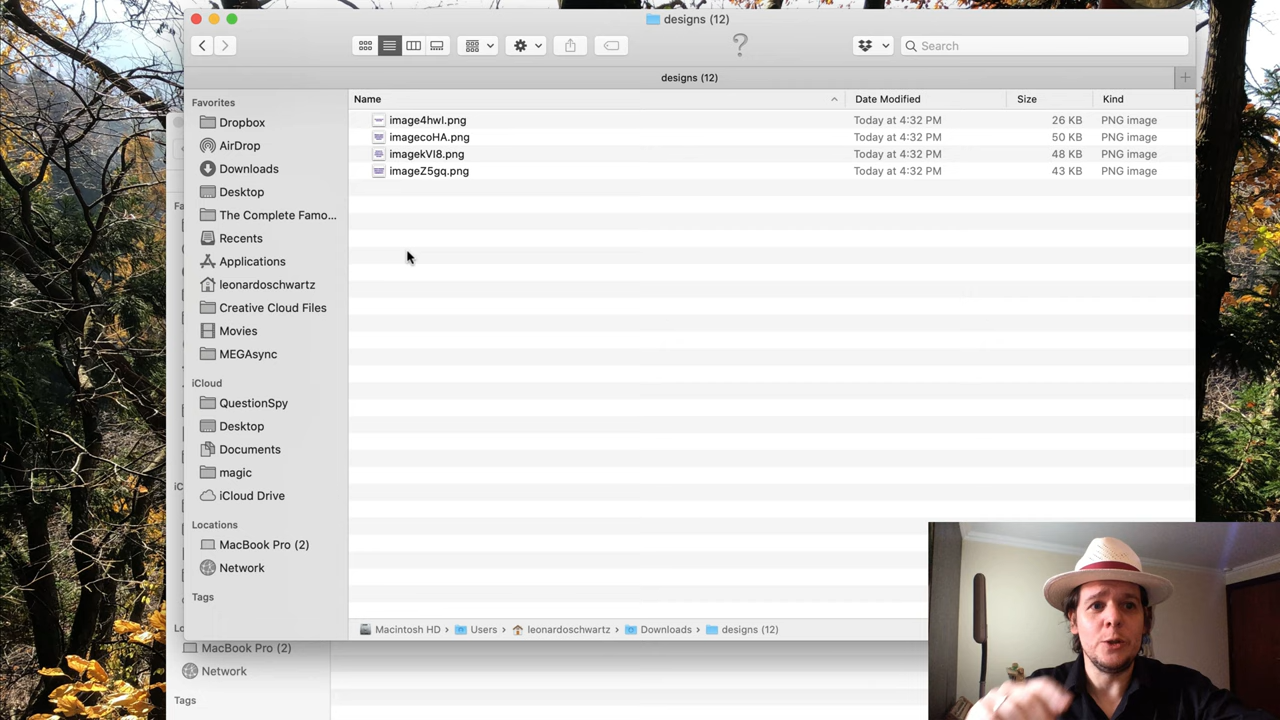 designs (12)
Search
designs (12)
Favorites
Dropbox
AirDrop
Downloads
Desktop
The Complete Famo...
Recents
Applications
leonardoschwartz
Creative Cloud Files
Movies
MEGAsync
iCloud
QuestionSpy
Desktop
Documents
magic
iCloud Drive
Locations
MacBook Pro (2)
Network
Tags
Name Date Modified Size Kind
image4hwI.png Today at 4:32 PM 26 KB PNG image
imagecoHA.png Today at 4:32 PM 50 KB PNG image
imagekVI8.png Today at 4:32 PM 48 KB PNG image
imageZ5gq.png Today at 4:32 PM 43 KB PNG image
Macintosh HD › Users › leonardoschwartz › Downloads › designs (12)
Fa
iC
Lo
MacBook Pro (2)
Network
Tags